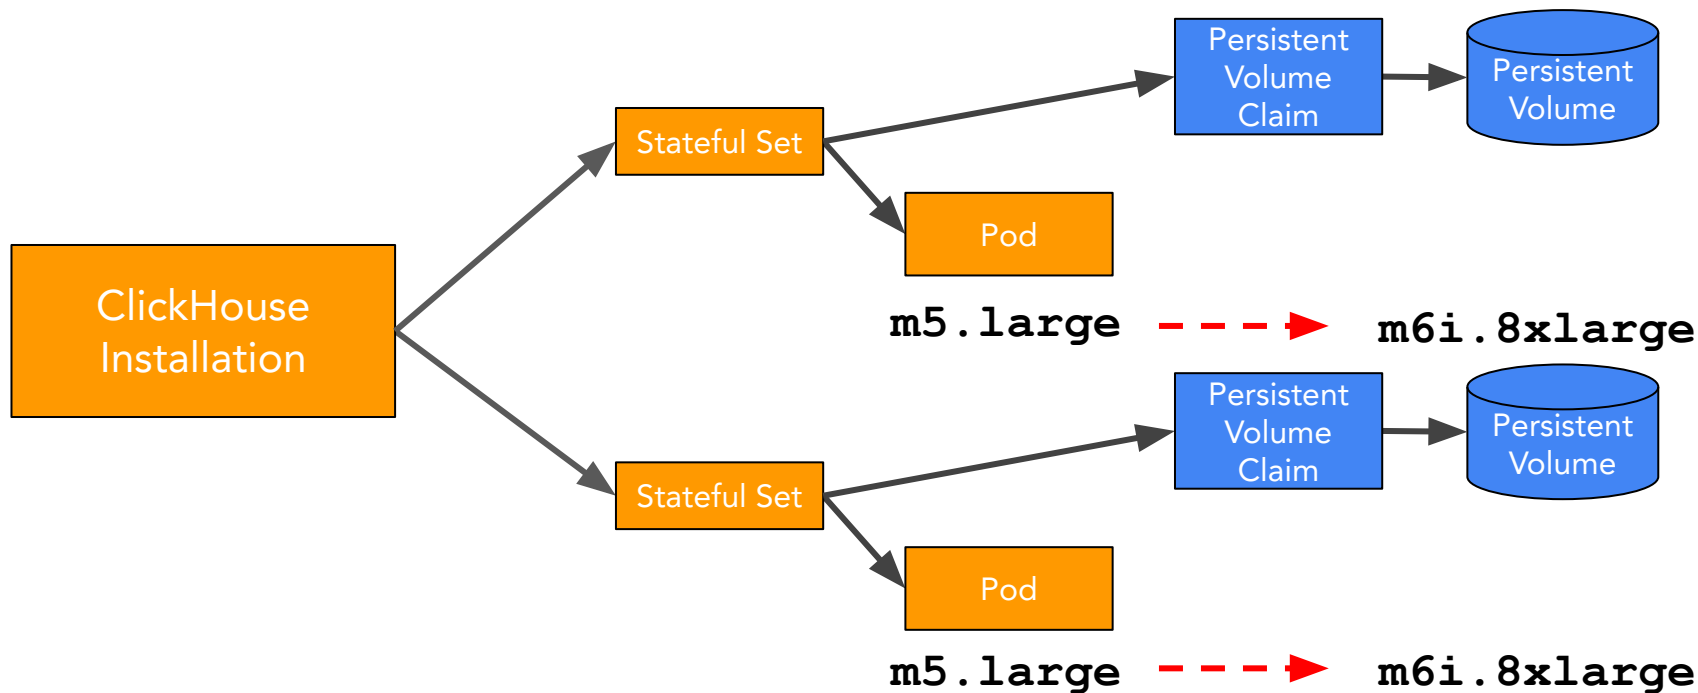 Persistent
Volume
Claim
Persistent
Volume
Stateful Set
Pod
ClickHouse
Installation
m5.large
m6i.8xlarge
Persistent
Volume
Claim
Persistent
Volume
Stateful Set
Pod
m5.large
m6i.8xlarge